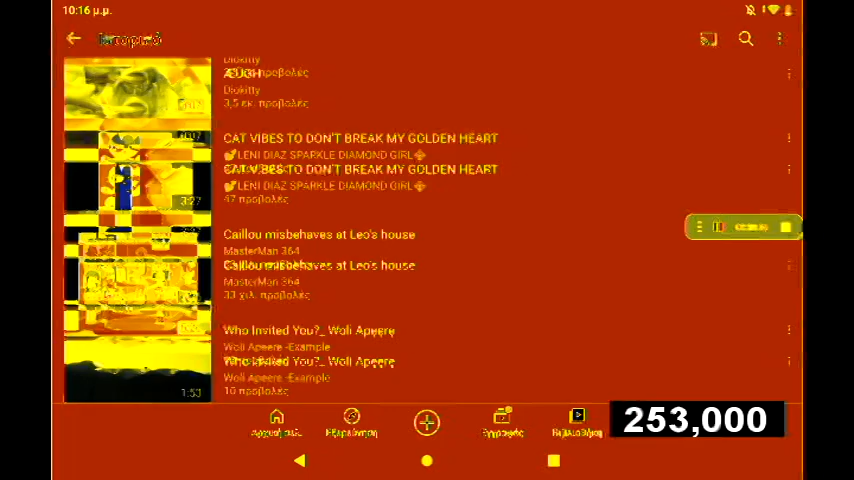 10:16 μ.μ.
Ιστορικό
Diokitty
Diokitty
3,5 εκ. προβολές
CAT VIBES TO DON'T BREAK MY GOLDEN HEART
LENI DIAZ SPARKLE DIAMOND GIRL
CAT VIBES TO DON'T BREAK MY GOLDEN HEART
LENI DIAZ SPARKLE DIAMOND GIRL
47 προβολές
3:27
Caillou misbehaves at Leo's house
MasterMan 364
Caillou misbehaves at Leo's house
MasterMan 364
33 χιλ. προβολές
Who Invited You?_ Woli Apeere
Woli Apeere -Example
Who Invited You?_ Woli Apeere
Woli Apeere -Example
10 προβολές
1:53
Εξερεύνηση
Εγγραφές
Βιβλιοθήκη
253,000